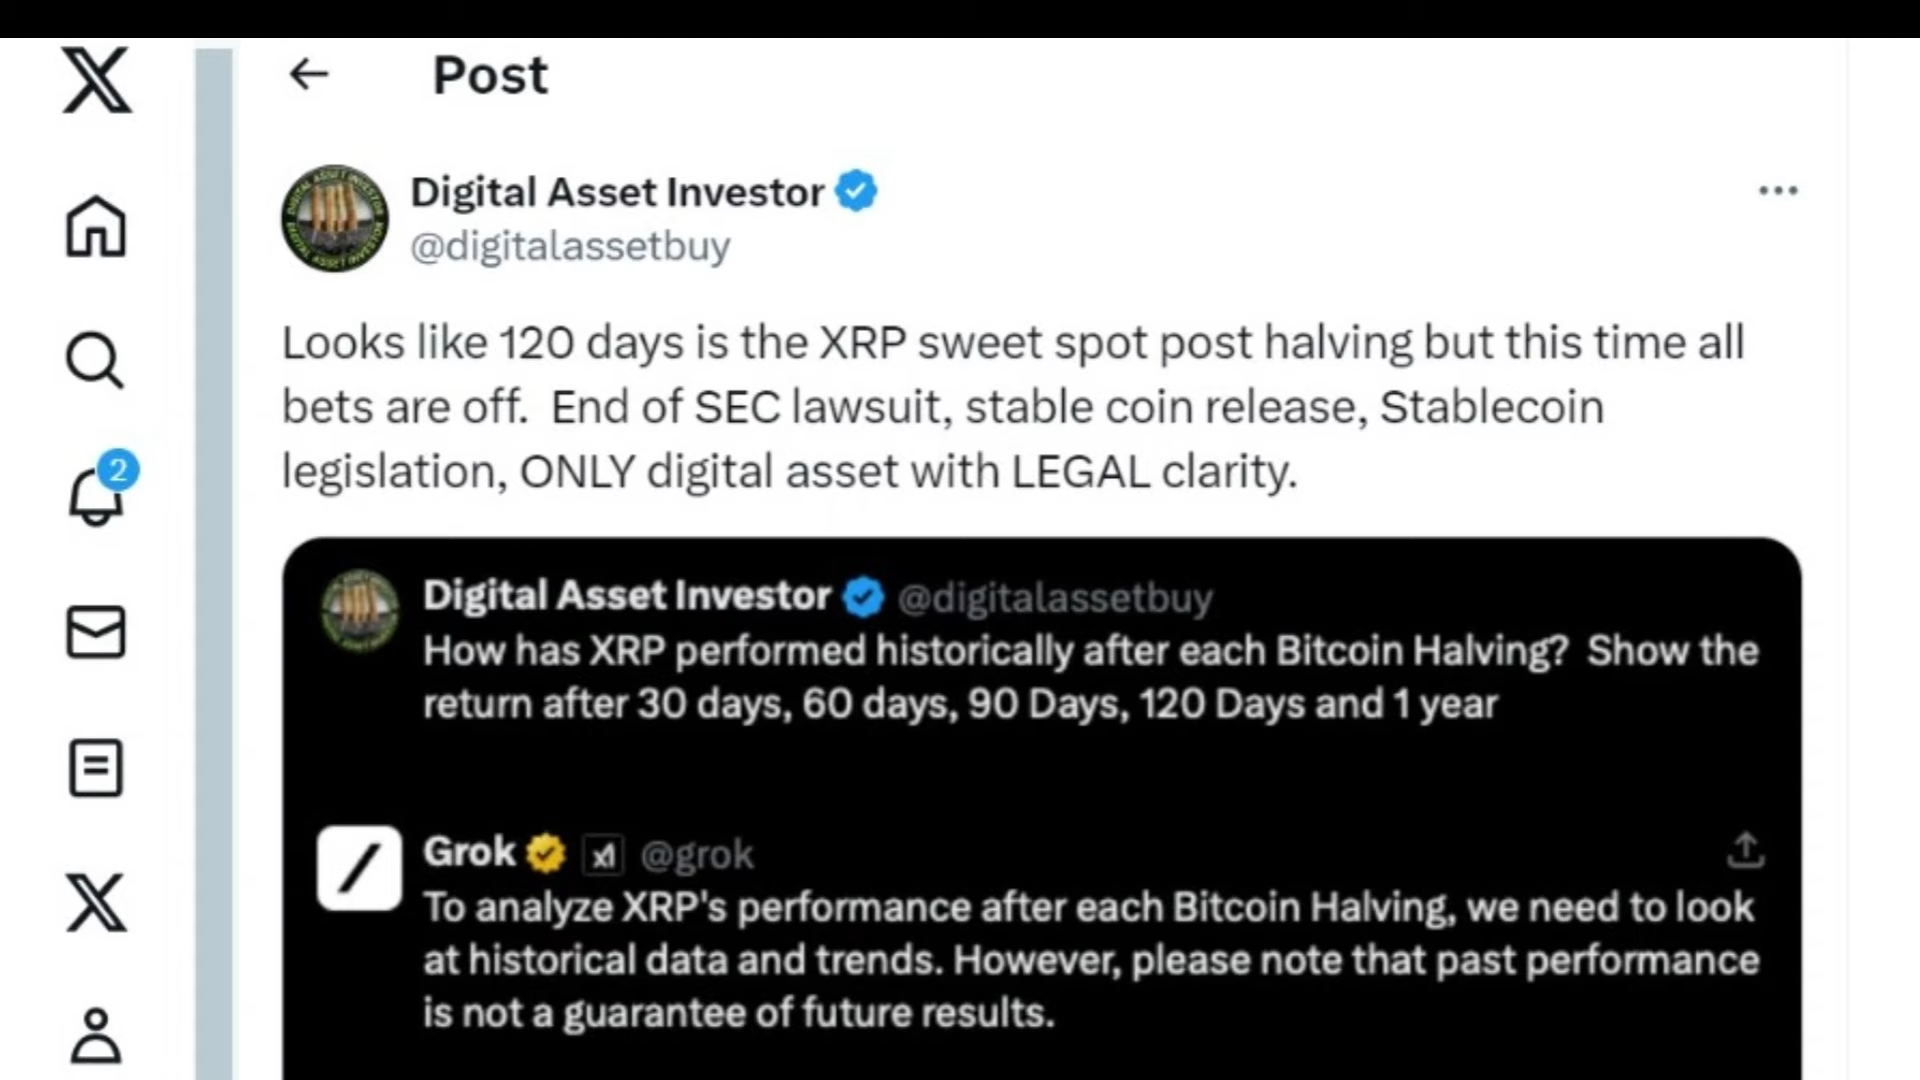 Post
Digital Asset Investor
@digitalassetbuy
Looks like 120 days is the XRP sweet spot post halving but this time all
bets are off.  End of SEC lawsuit, stable coin release, Stablecoin
legislation, ONLY digital asset with LEGAL clarity.
2
Digital Asset Investor @digitalassetbuy
How has XRP performed historically after each Bitcoin Halving?  Show the
return after 30 days, 60 days, 90 Days, 120 Days and 1 year
Grok @grok
To analyze XRP's performance after each Bitcoin Halving, we need to look
at historical data and trends. However, please note that past performance
is not a guarantee of future results.